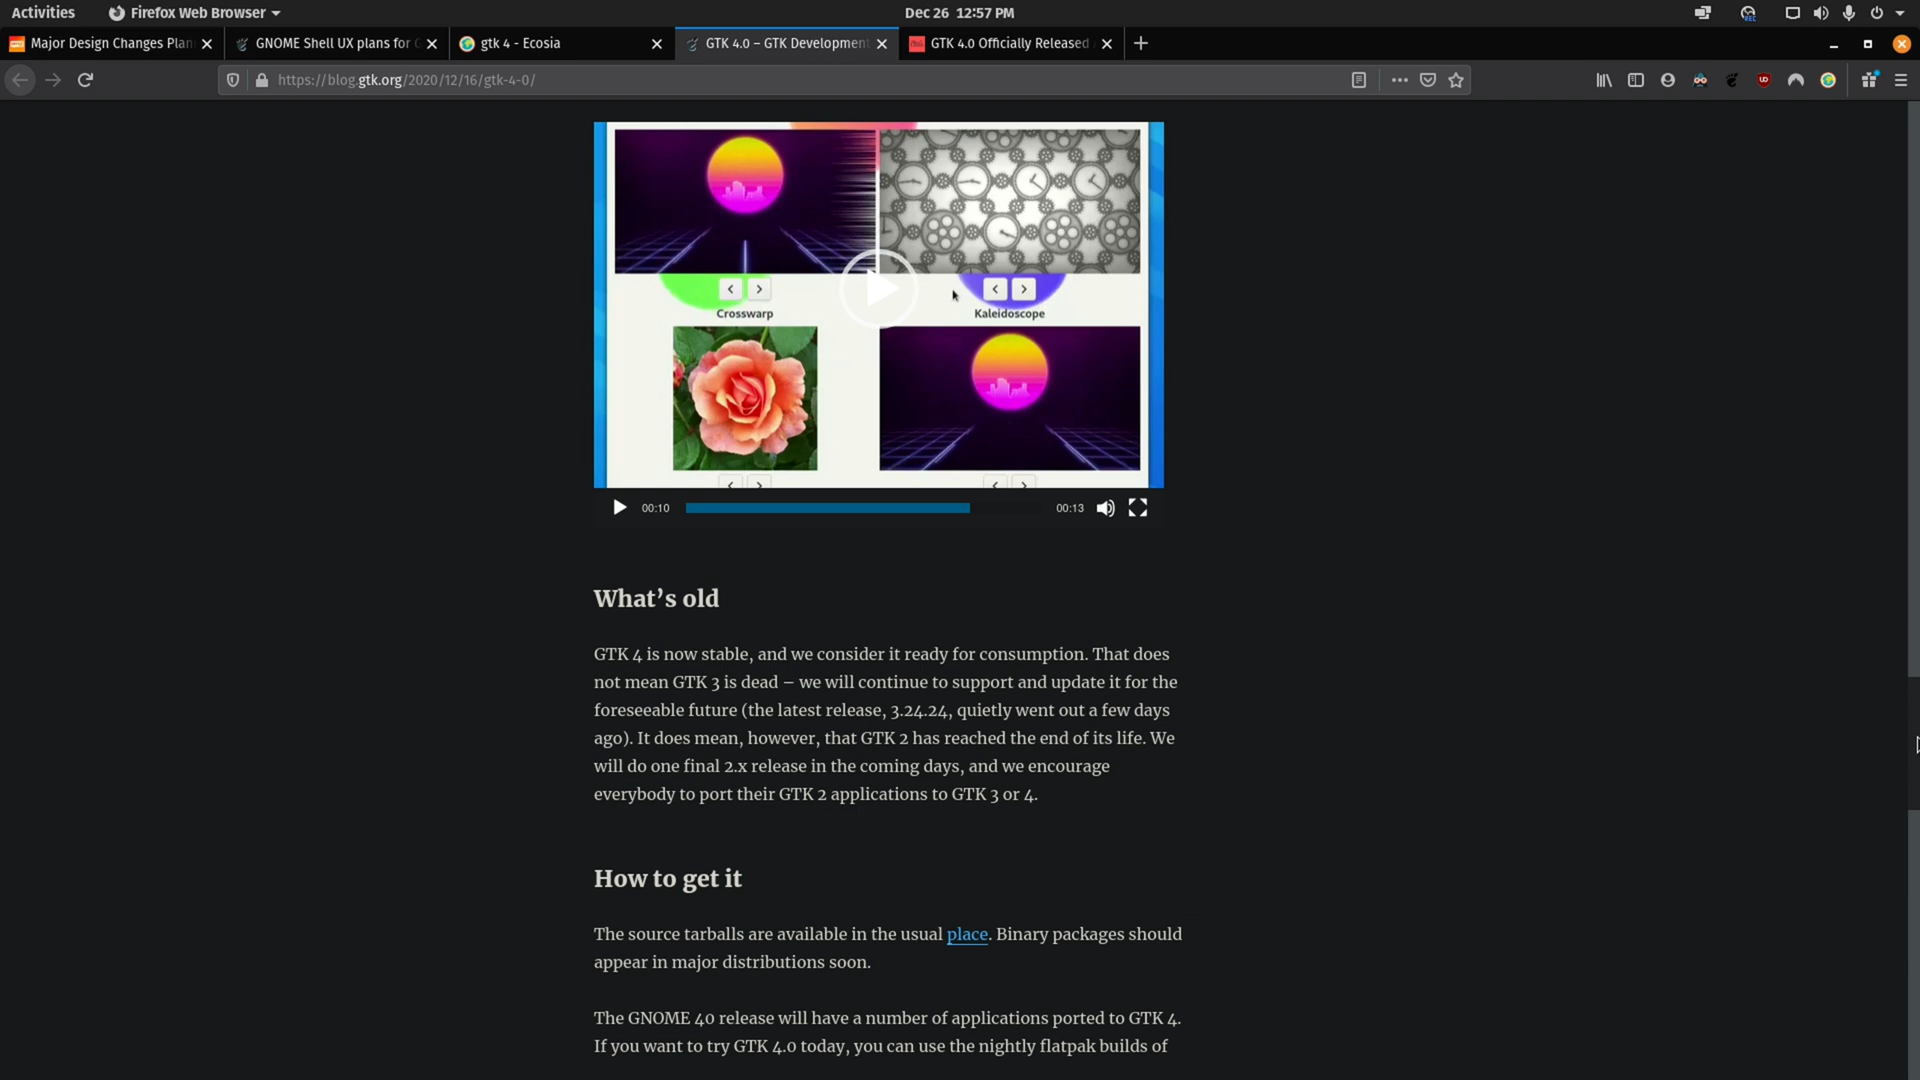 Activities
Firefox Web Browser
Dec 26 12:57 PM
Major Design Changes Plan
GNOME Shell UX plans for
gtk 4 - Ecosia
GTK 4.0 – GTK Development
GTK 4.0 Officially Released
https://blog.gtk.org/2020/12/16/gtk-4-0/
Crosswarp
Kaleidoscope
00:10
00:13
What’s old
GTK 4 is now stable, and we consider it ready for consumption. That does
not mean GTK 3 is dead – we will continue to support and update it for the
foreseeable future (the latest release, 3.24.24, quietly went out a few days
ago). It does mean, however, that GTK 2 has reached the end of its life. We
will do one final 2.x release in the coming days, and we encourage
everybody to port their GTK 2 applications to GTK 3 or 4.
How to get it
The source tarballs are available in the usual place. Binary packages should
appear in major distributions soon.
The GNOME 40 release will have a number of applications ported to GTK 4.
If you want to try GTK 4.0 today, you can use the nightly flatpak builds of